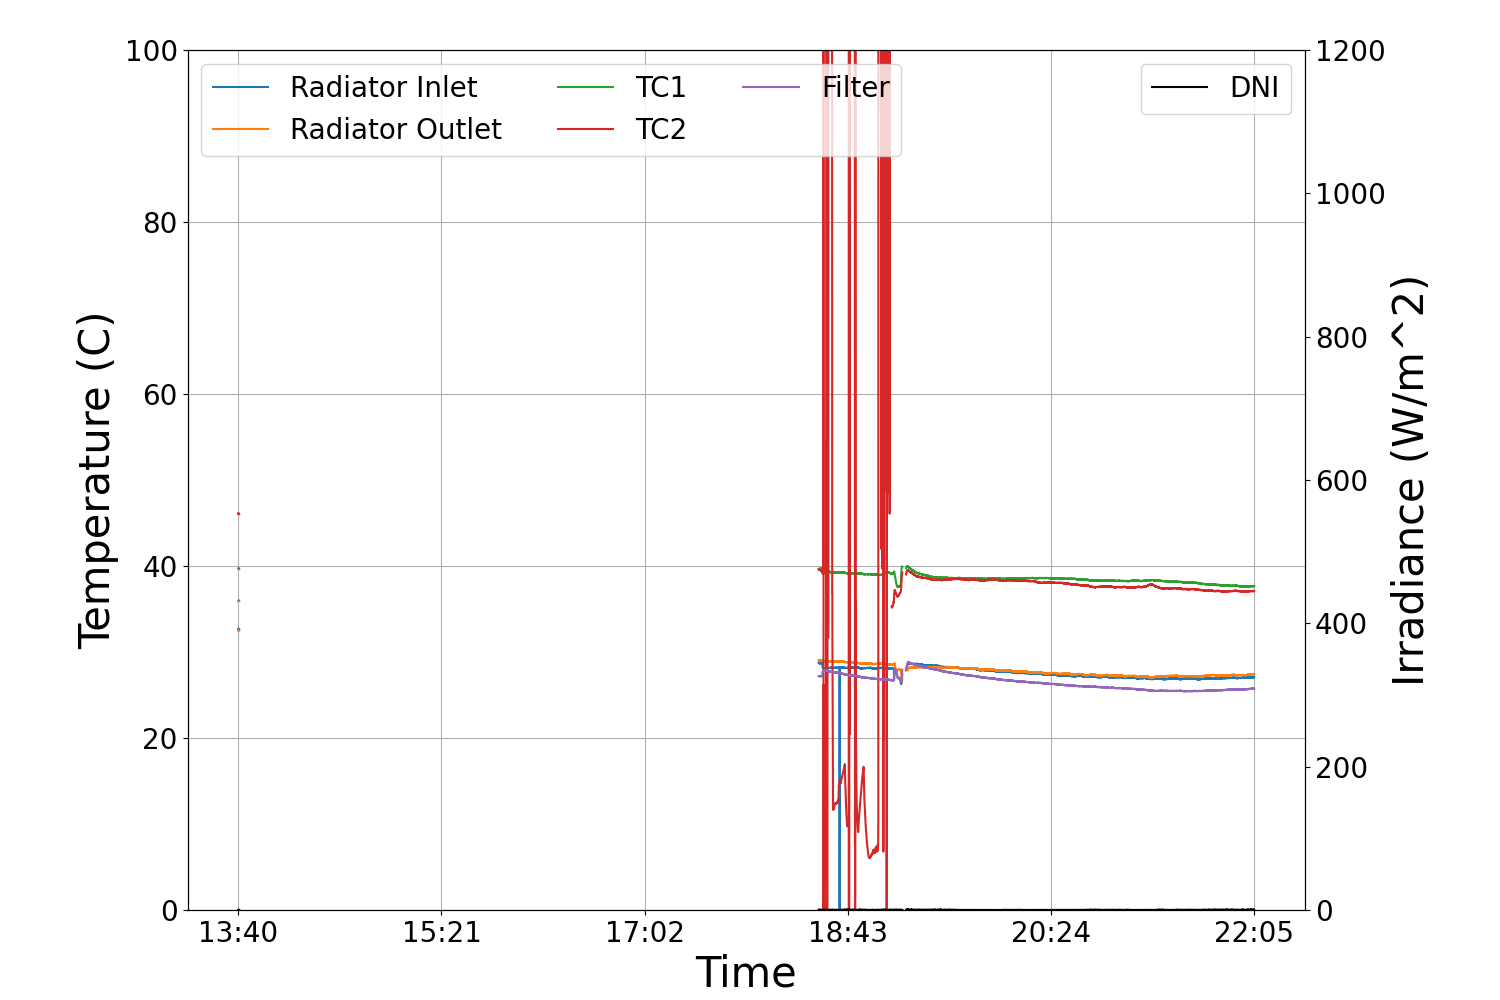 100
80
60
40
20
0
Temperature (C)
Radiator Inlet
Radiator Outlet
TC1
TC2
Filter
DNI
1200
1000
800
600
400
200
0
Irradiance (W/m^2)
13:40 15:21 17:02 18:43 20:24 22:05
Time